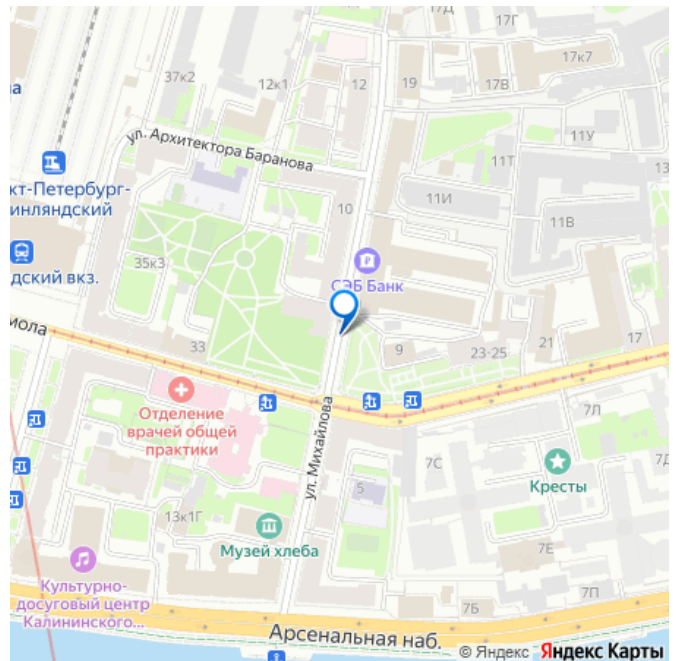 17Д
17Г
17к7
37к2
12к1
12
19
17В
а
ул. Архитектора Баранова
11У
11Т
13
кт-Петербург-
инляндский
11И
10
11В
дский вкз.
35к3
СЭБ Банк
мола
33
9
23-25
21
17
Отделение
врачей общей
практики
ул. Михайлова
7Л
7С
7Д
Кресты
5
13к1Г
Музей хлеба
7Е
Культурно-
досуговый центр
Калининского...
7Б
7П
Арсенальная наб.
© Яндекс Яндекс Карты